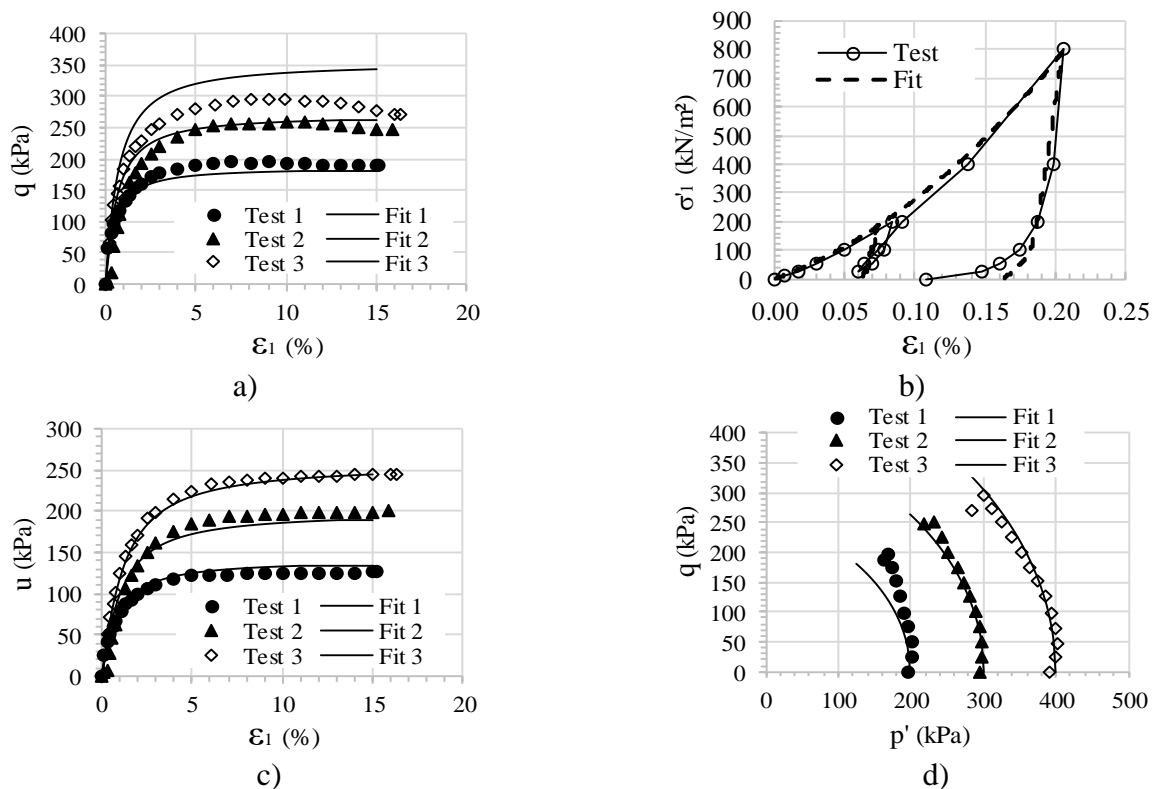 400
350
300
250
200
150
100
50
0
q (kPa)
Test 1 Fit 1
Test 2 Fit 2
Test 3 Fit 3
0 5 10 15 20
ε1 (%)
a)
900
800
700
600
500
400
300
200
100
0
σ'1 (kN/m²)
Test
Fit
0.00 0.05 0.10 0.15 0.20 0.25
ε1 (%)
b)
300
250
200
150
100
50
0
u (kPa)
Test 1 Fit 1
Test 2 Fit 2
Test 3 Fit 3
0 5 10 15 20
ε1 (%)
c)
Test 1 Fit 1
Test 2 Fit 2
Test 3 Fit 3
400
350
300
250
200
150
100
50
0
q (kPa)
0 100 200 300 400 500
p' (kPa)
d)